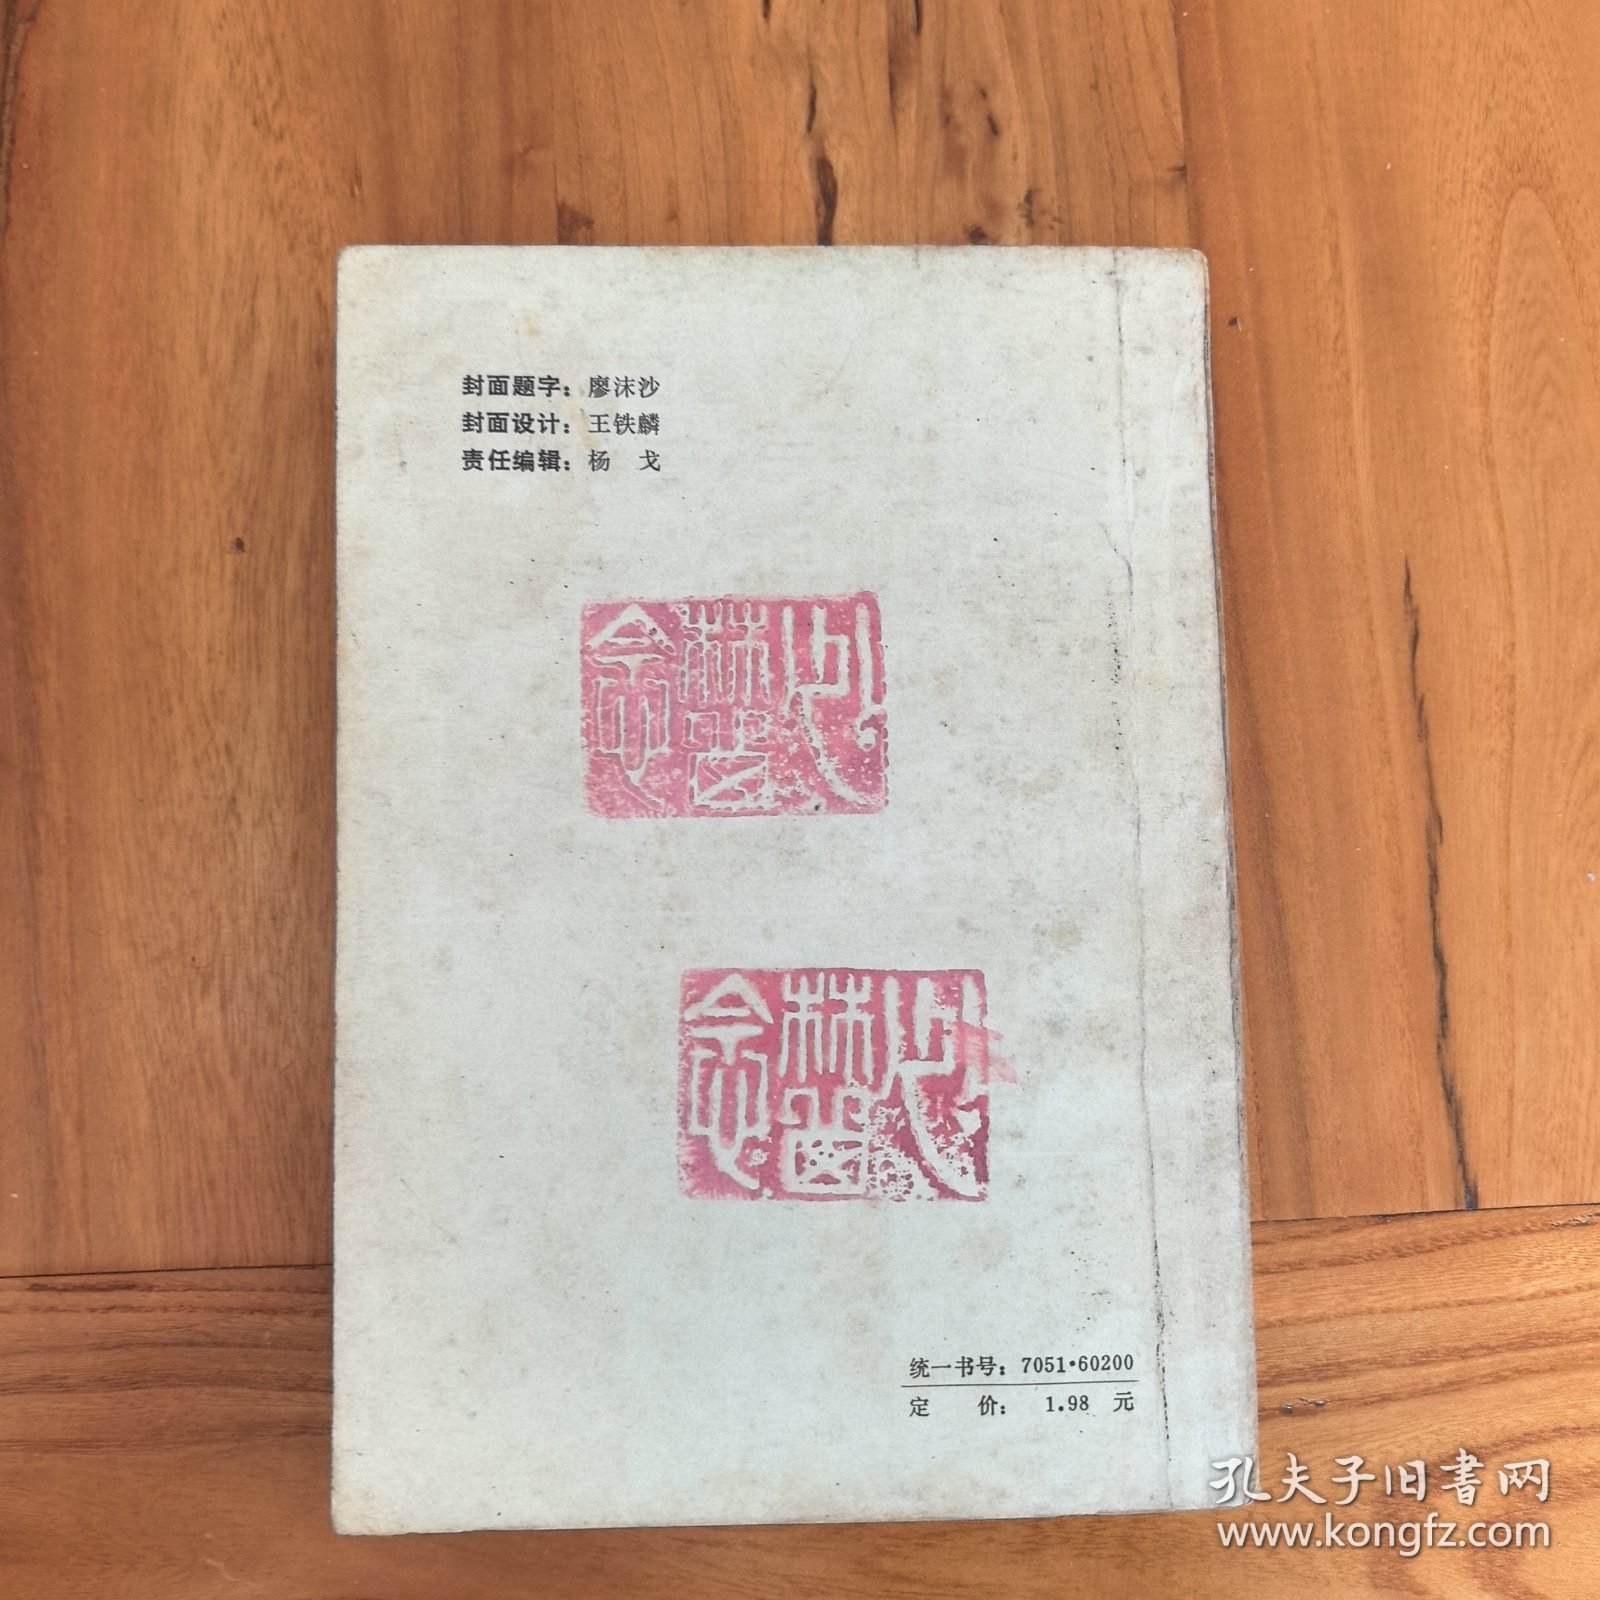 封面题字：廖沫沙
封面设计：王铁麟
责任编辑：杨　戈
统一书号：7051·60200
定　　价：　1.98　元
孔夫子旧書网
www.kongfz.com